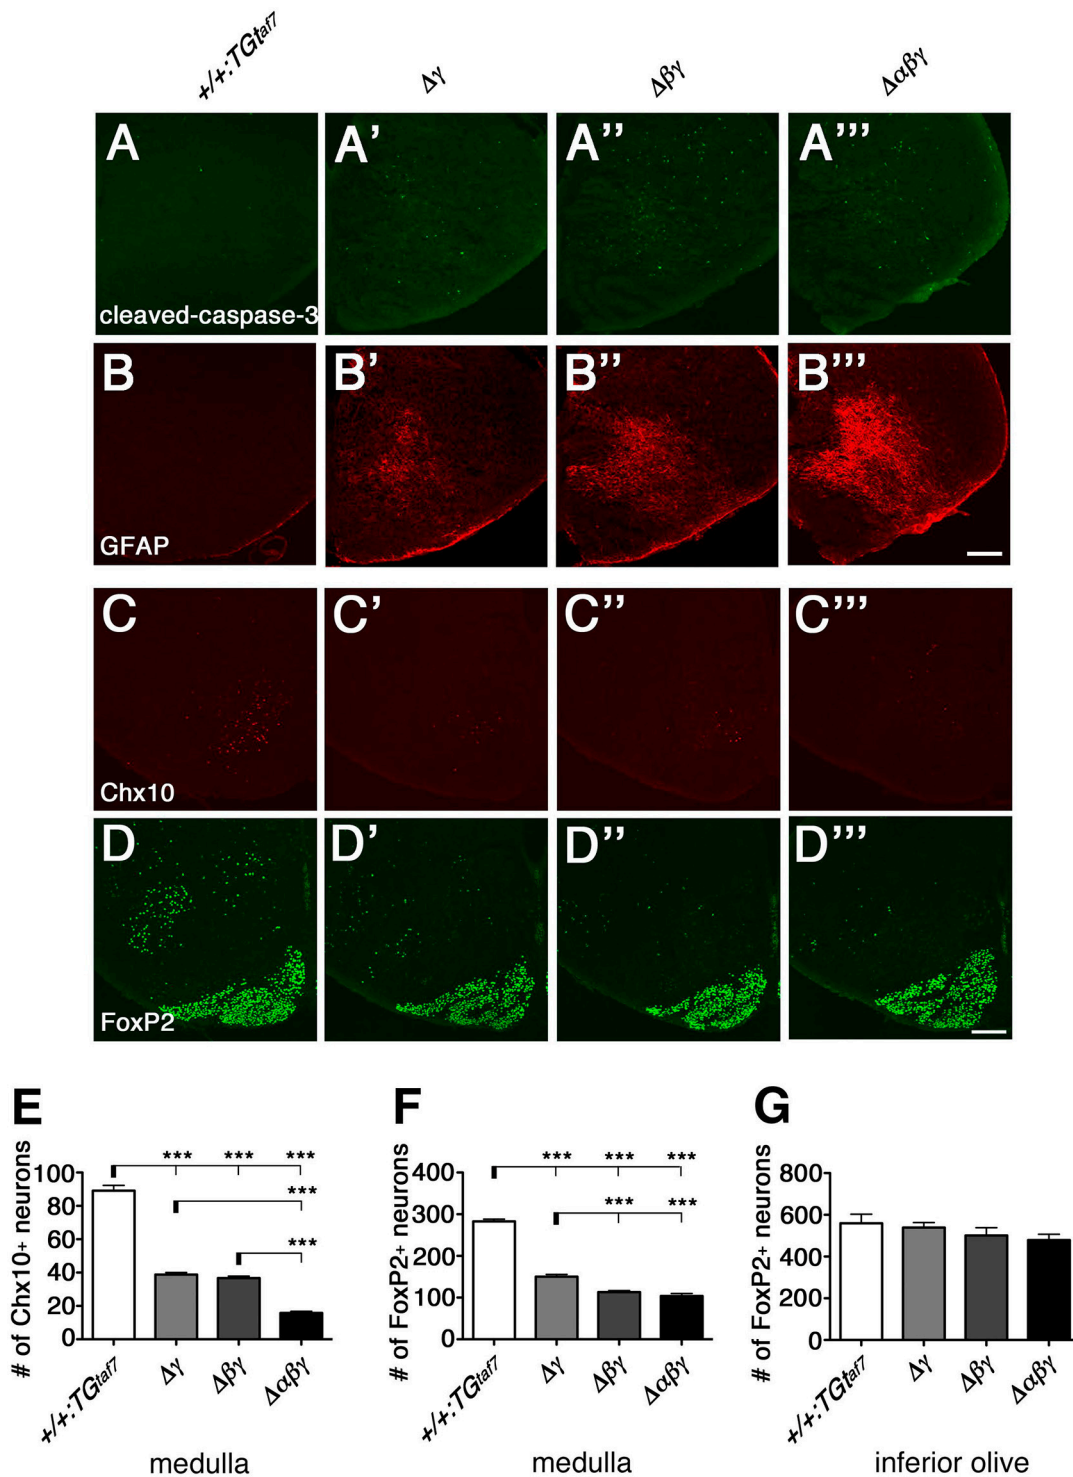 +/+:TGtaf7 Δγ Δβγ Δαβγ
A A’ A’’ A’’’
cleaved-caspase-3
B B’ B’’ B’’’
GFAP
C C’ C’’ C’’’
Chx10
D D’ D’’ D’’’
FoxP2
E
# of Chx10+ neurons
100
80
60
40
20
0
*** *** ***
***
***
+/+:TGtaf7 Δγ Δβγ Δαβγ
medulla
F
# of FoxP2+ neurons
400
300
200
100
0
*** *** ***
*** ***
+/+:TGtaf7 Δγ Δβγ Δαβγ
medulla
G
# of FoxP2+ neurons
800
600
400
200
0
+/+:TGtaf7 Δγ Δβγ Δαβγ
inferior olive